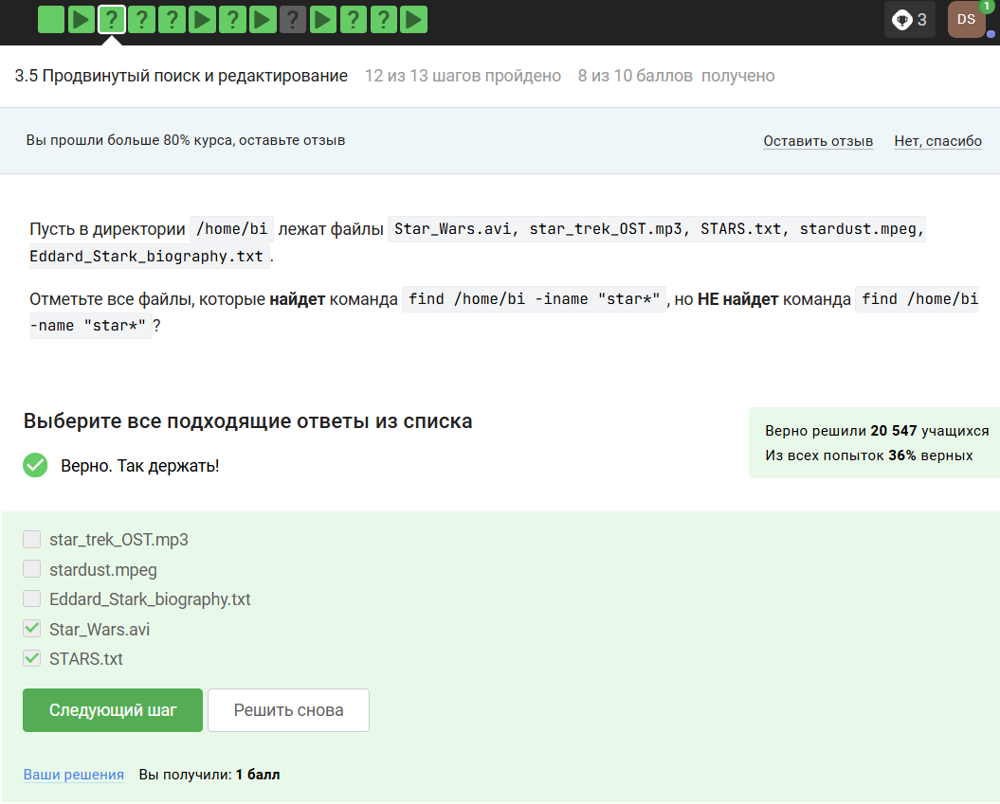 ? ? ? ? ? ? ? 3 DS 1
3.5 Продвинутый поиск и редактирование 12 из 13 шагов пройдено 8 из 10 баллов получено
Вы прошли больше 80% курса, оставьте отзыв Оставить отзыв Нет, спасибо
Пусть в директории /home/bi лежат файлы Star_Wars.avi, star_trek_OST.mp3, STARS.txt, stardust.mpeg,
Eddard_Stark_biography.txt.
Отметьте все файлы, которые найдет команда find /home/bi -iname "star*", но НЕ найдет команда find /home/bi
-name "star*"?
Выберите все подходящие ответы из списка
Верно решили 20 547 учащихся
Из всех попыток 36% верных
Верно. Так держать!
star_trek_OST.mp3
stardust.mpeg
Eddard_Stark_biography.txt
Star_Wars.avi
STARS.txt
Следующий шаг Решить снова
Ваши решения Вы получили: 1 балл